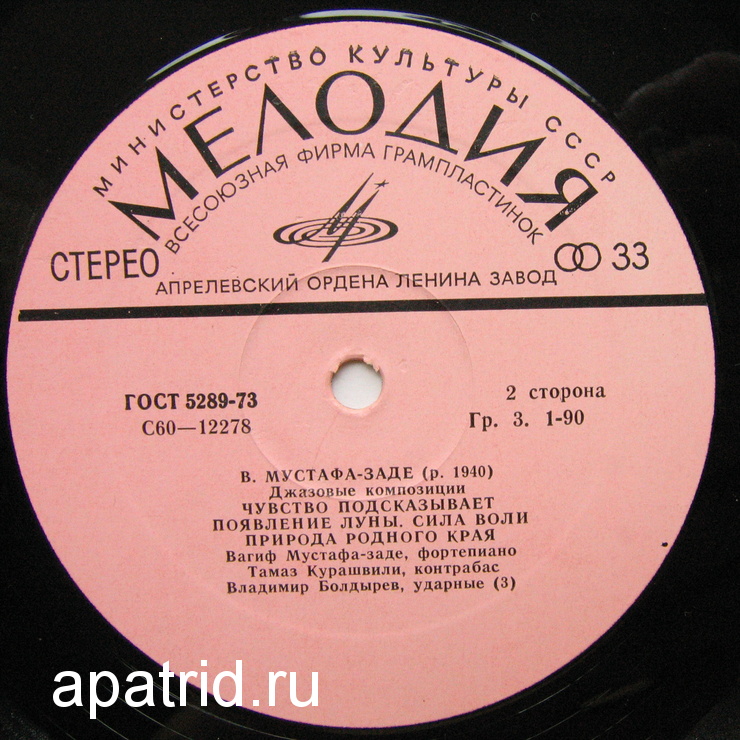 МИНИСТЕРСТВО КУЛЬТУРЫ СССР
МЕЛОДИЯ
ВСЕСОЮЗНАЯ ФИРМА ГРАМПЛАСТИНОК
СТЕРЕО
33
АПРЕЛЕВСКИЙ ОРДЕНА ЛЕНИНА ЗАВОД
ГОСТ 5289-73
С60—12278
2 сторона
Гр. 3. 1-90
В. МУСТАФА-ЗАДЕ (р. 1940)
Джазовые композиции
ЧУВСТВО ПОДСКАЗЫВАЕТ
ПОЯВЛЕНИЕ ЛУНЫ. СИЛА ВОЛИ
ПРИРОДА РОДНОГО КРАЯ
Вагиф Мустафа-заде, фортепиано
Тамаз Курашвили, контрабас
Владимир Болдырев, ударные (3)
apatrid.ru